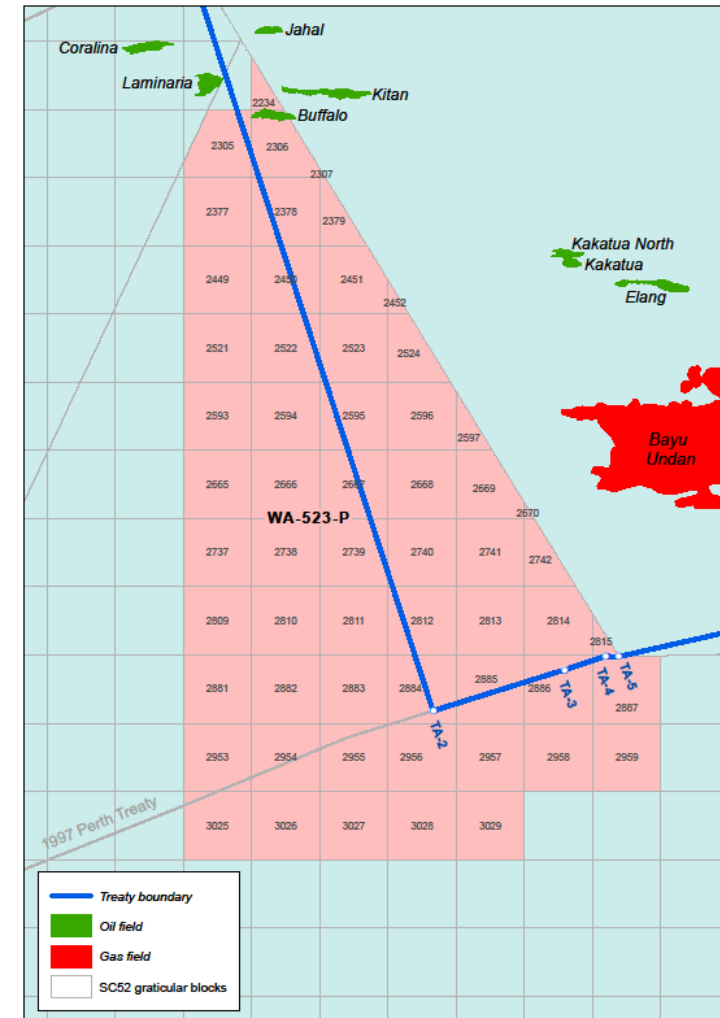 Jahal
Coralina
Laminaria
Kitan
2234
Buffalo
2305
2306
2307
2377
2378
2379
Kakatua North
Kakatua
2449
2450
2451
Elang
2452
2521
2522
2523
2524
2593
2594
2595
2596
2597
Bayu
Undan
2665
2666
2667
2668
2669
2670
WA-523-P
2737
2738
2739
2740
2741
2742
2809
2810
2811
2812
2813
2814
2815
2881
2882
2883
2884
2885
2886
TA-3
TA-4
TA-5
2887
TA-2
2953
2954
2955
2956
2957
2958
2959
1997 Perth Treaty
3025
3026
3027
3028
3029
Treaty boundary
Oil field
Gas field
SC52 graticular blocks